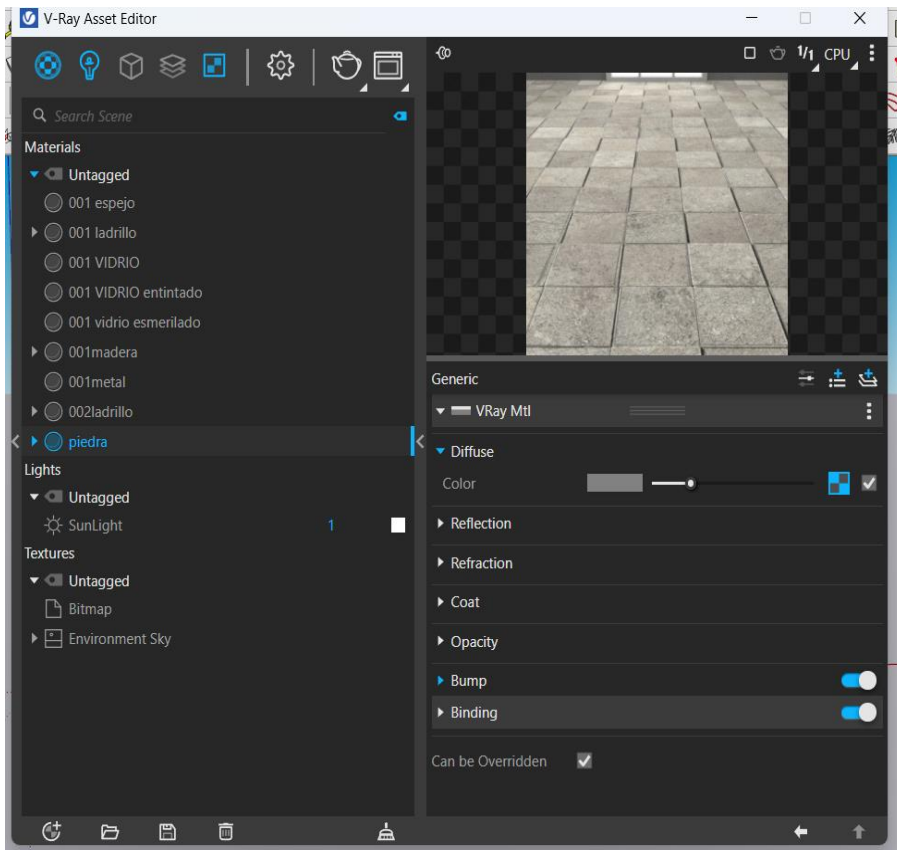 V-Ray Asset Editor
1/1 CPU
Search Scene
Materials
Untagged
001 espejo
001 ladrillo
001 VIDRIO
001 VIDRIO entintado
001 vidrio esmerilado
001madera
001metal
002ladrillo
piedra
Lights
Untagged
SunLight 1
Textures
Untagged
Bitmap
Environment Sky
Generic
VRay Mtl
Diffuse
Color
Reflection
Refraction
Coat
Opacity
Bump
Binding
Can be Overridden